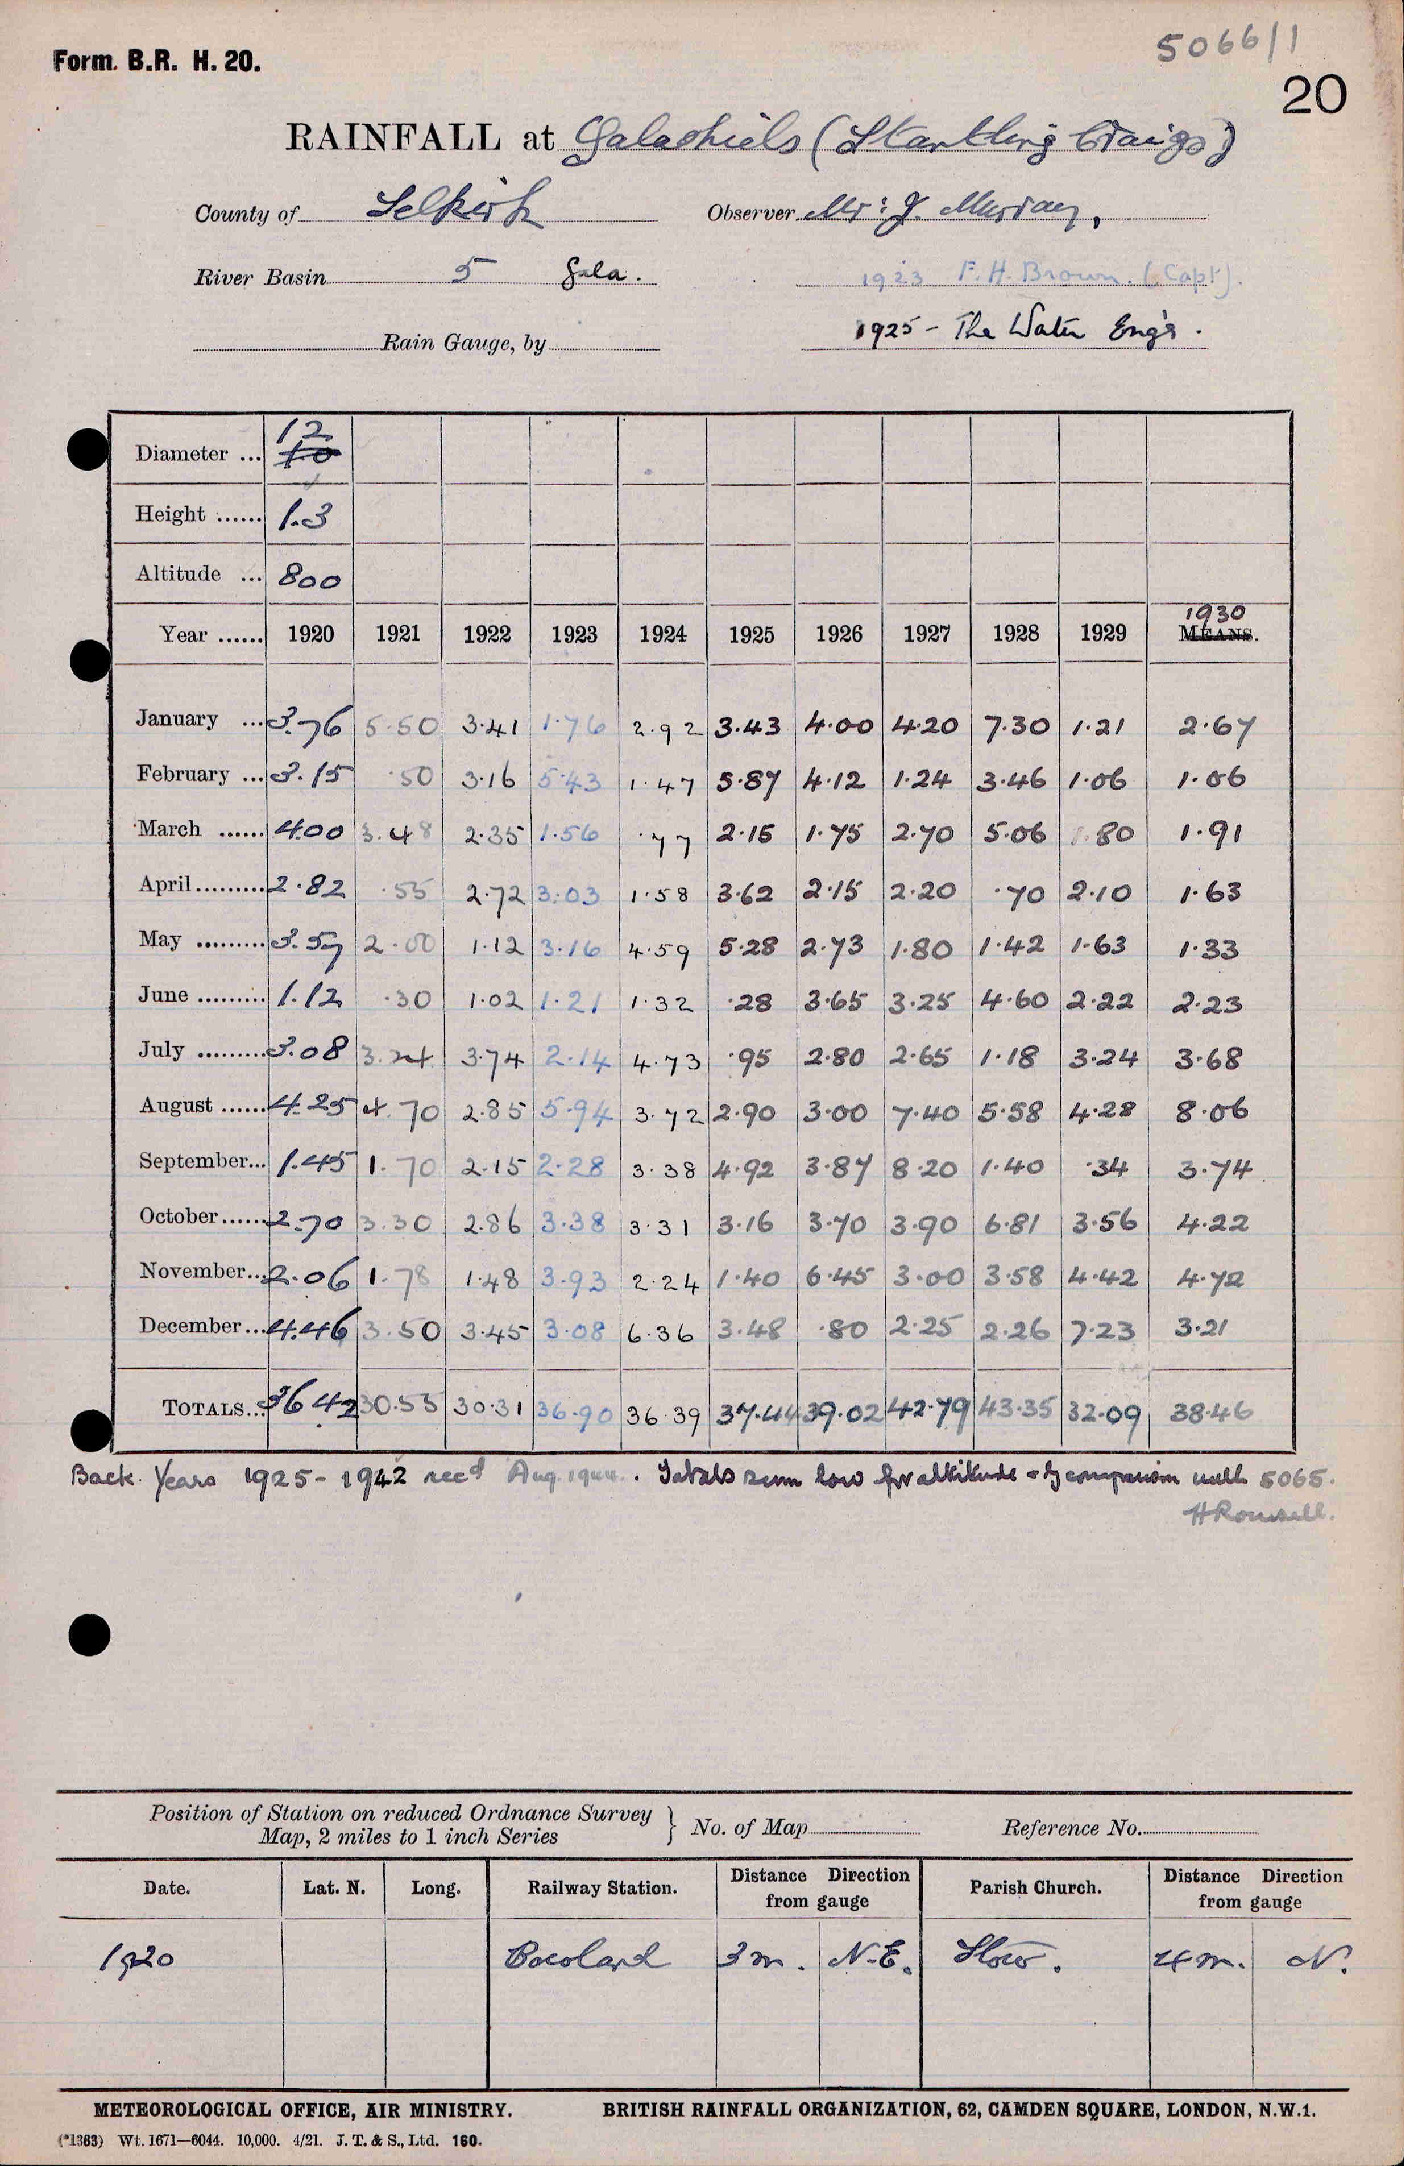 5066/1
Form. B.R. H. 20.
20
RAINFALL at Galashiels (Stantling Craigs)
County of Selkirk Observer Mr: J. Murray,
River Basin 5 Gala. 1923 F. H. Brown. (Capt).
Rain Gauge, by 1925 - The Water Engr.
Diameter ... 12 10
Height ...... 1.3
Altitude ... 800
1930
Year ...... 1920 1921 1922 1923 1924 1925 1926 1927 1928 1929 MEANS.
January ... 3.76 5.50 3.41 1.76 2.92 3.43 4.00 4.20 7.30 1.21 2.67
February ... 3.15 .50 3.16 5.43 1.47 5.87 4.12 1.24 3.46 1.06 1.06
March ...... 4.00 3.48 2.35 1.56 .77 2.15 1.75 2.70 5.06 .80 1.91
April ......... 2.82 .55 2.72 3.03 1.58 3.62 2.15 2.20 .70 2.10 1.63
May ......... 3.57 2.00 1.12 3.16 4.59 5.28 2.73 1.80 1.42 1.63 1.33
June ......... 1.12 .30 1.02 1.21 1.32 .28 3.65 3.25 4.60 2.22 2.23
July ......... 3.08 3.24 3.74 2.14 4.73 .95 2.80 2.65 1.18 3.24 3.68
August ...... 4.25 4.70 2.85 5.94 3.72 2.90 3.00 7.40 5.58 4.28 8.06
September... 1.45 1.70 2.15 2.28 3.38 4.92 3.87 8.20 1.40 .34 3.74
October ...... 2.70 3.30 2.86 3.38 3.31 3.16 3.70 3.90 6.81 3.56 4.22
November... 2.06 1.78 1.48 3.93 2.24 1.40 6.45 3.00 3.58 4.42 4.72
December ... 4.46 3.50 3.45 3.08 6.36 3.48 .80 2.25 2.26 7.23 3.21
TOTALS... 36.42 30.55 30.31 36.90 36.39 37.44 39.02 42.79 43.35 32.09 38.46
Back Years 1925 - 1942 recd Aug. 1944. Totals seem low for altitude & by comparison with 5065.
Position of Station on reduced Ordnance Survey
Map, 2 miles to 1 inch Series } No. of Map Reference No.
Date. Lat. N. Long. Railway Station. Distance Direction from gauge Parish Church. Distance Direction from gauge
1920 Bowland 3 m. N.E. Stow. 4 m. N.
METEOROLOGICAL OFFICE, AIR MINISTRY. BRITISH RAINFALL ORGANIZATION, 62, CAMDEN SQUARE, LONDON, N.W.1.
(*1383) Wt. 1671—6044. 10,000. 4/21. J. T. & S., Ltd. 160.